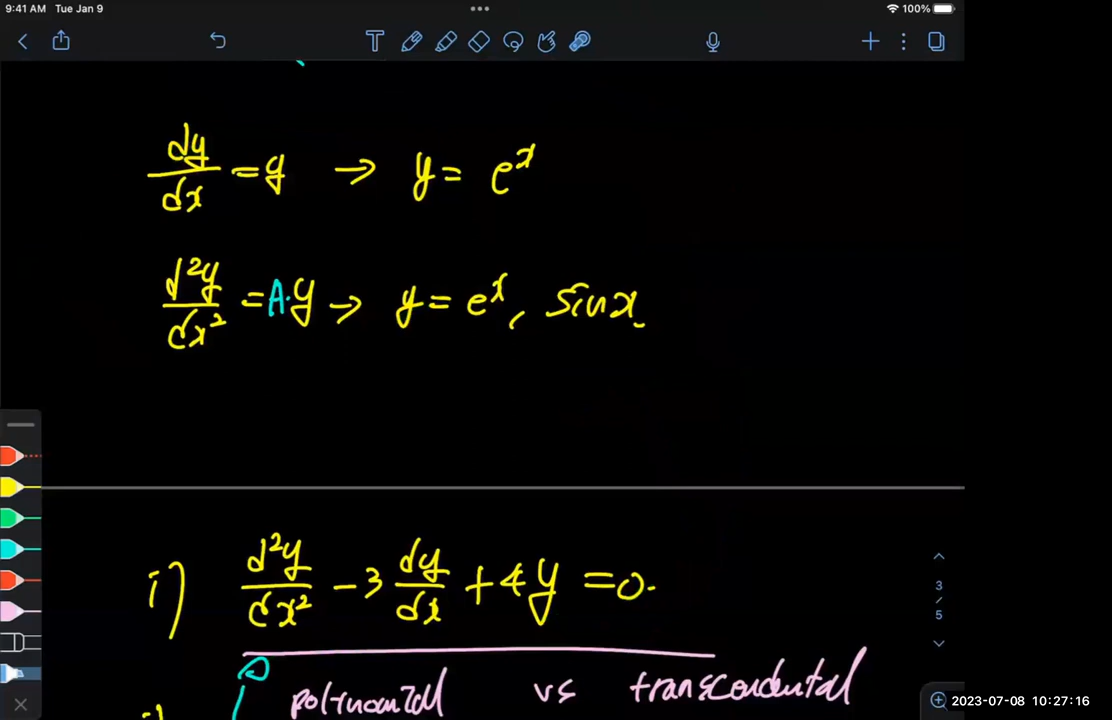 9:41 AM Tue Jan 9
100%
dy/dx = y → y = e^x
d²y/dx² = A·y → y = e^x, sinx.
3
/
5
i) d²y/dx² - 3 dy/dx + 4y = 0.
vs transcendental
2023-07-08 10:27:16